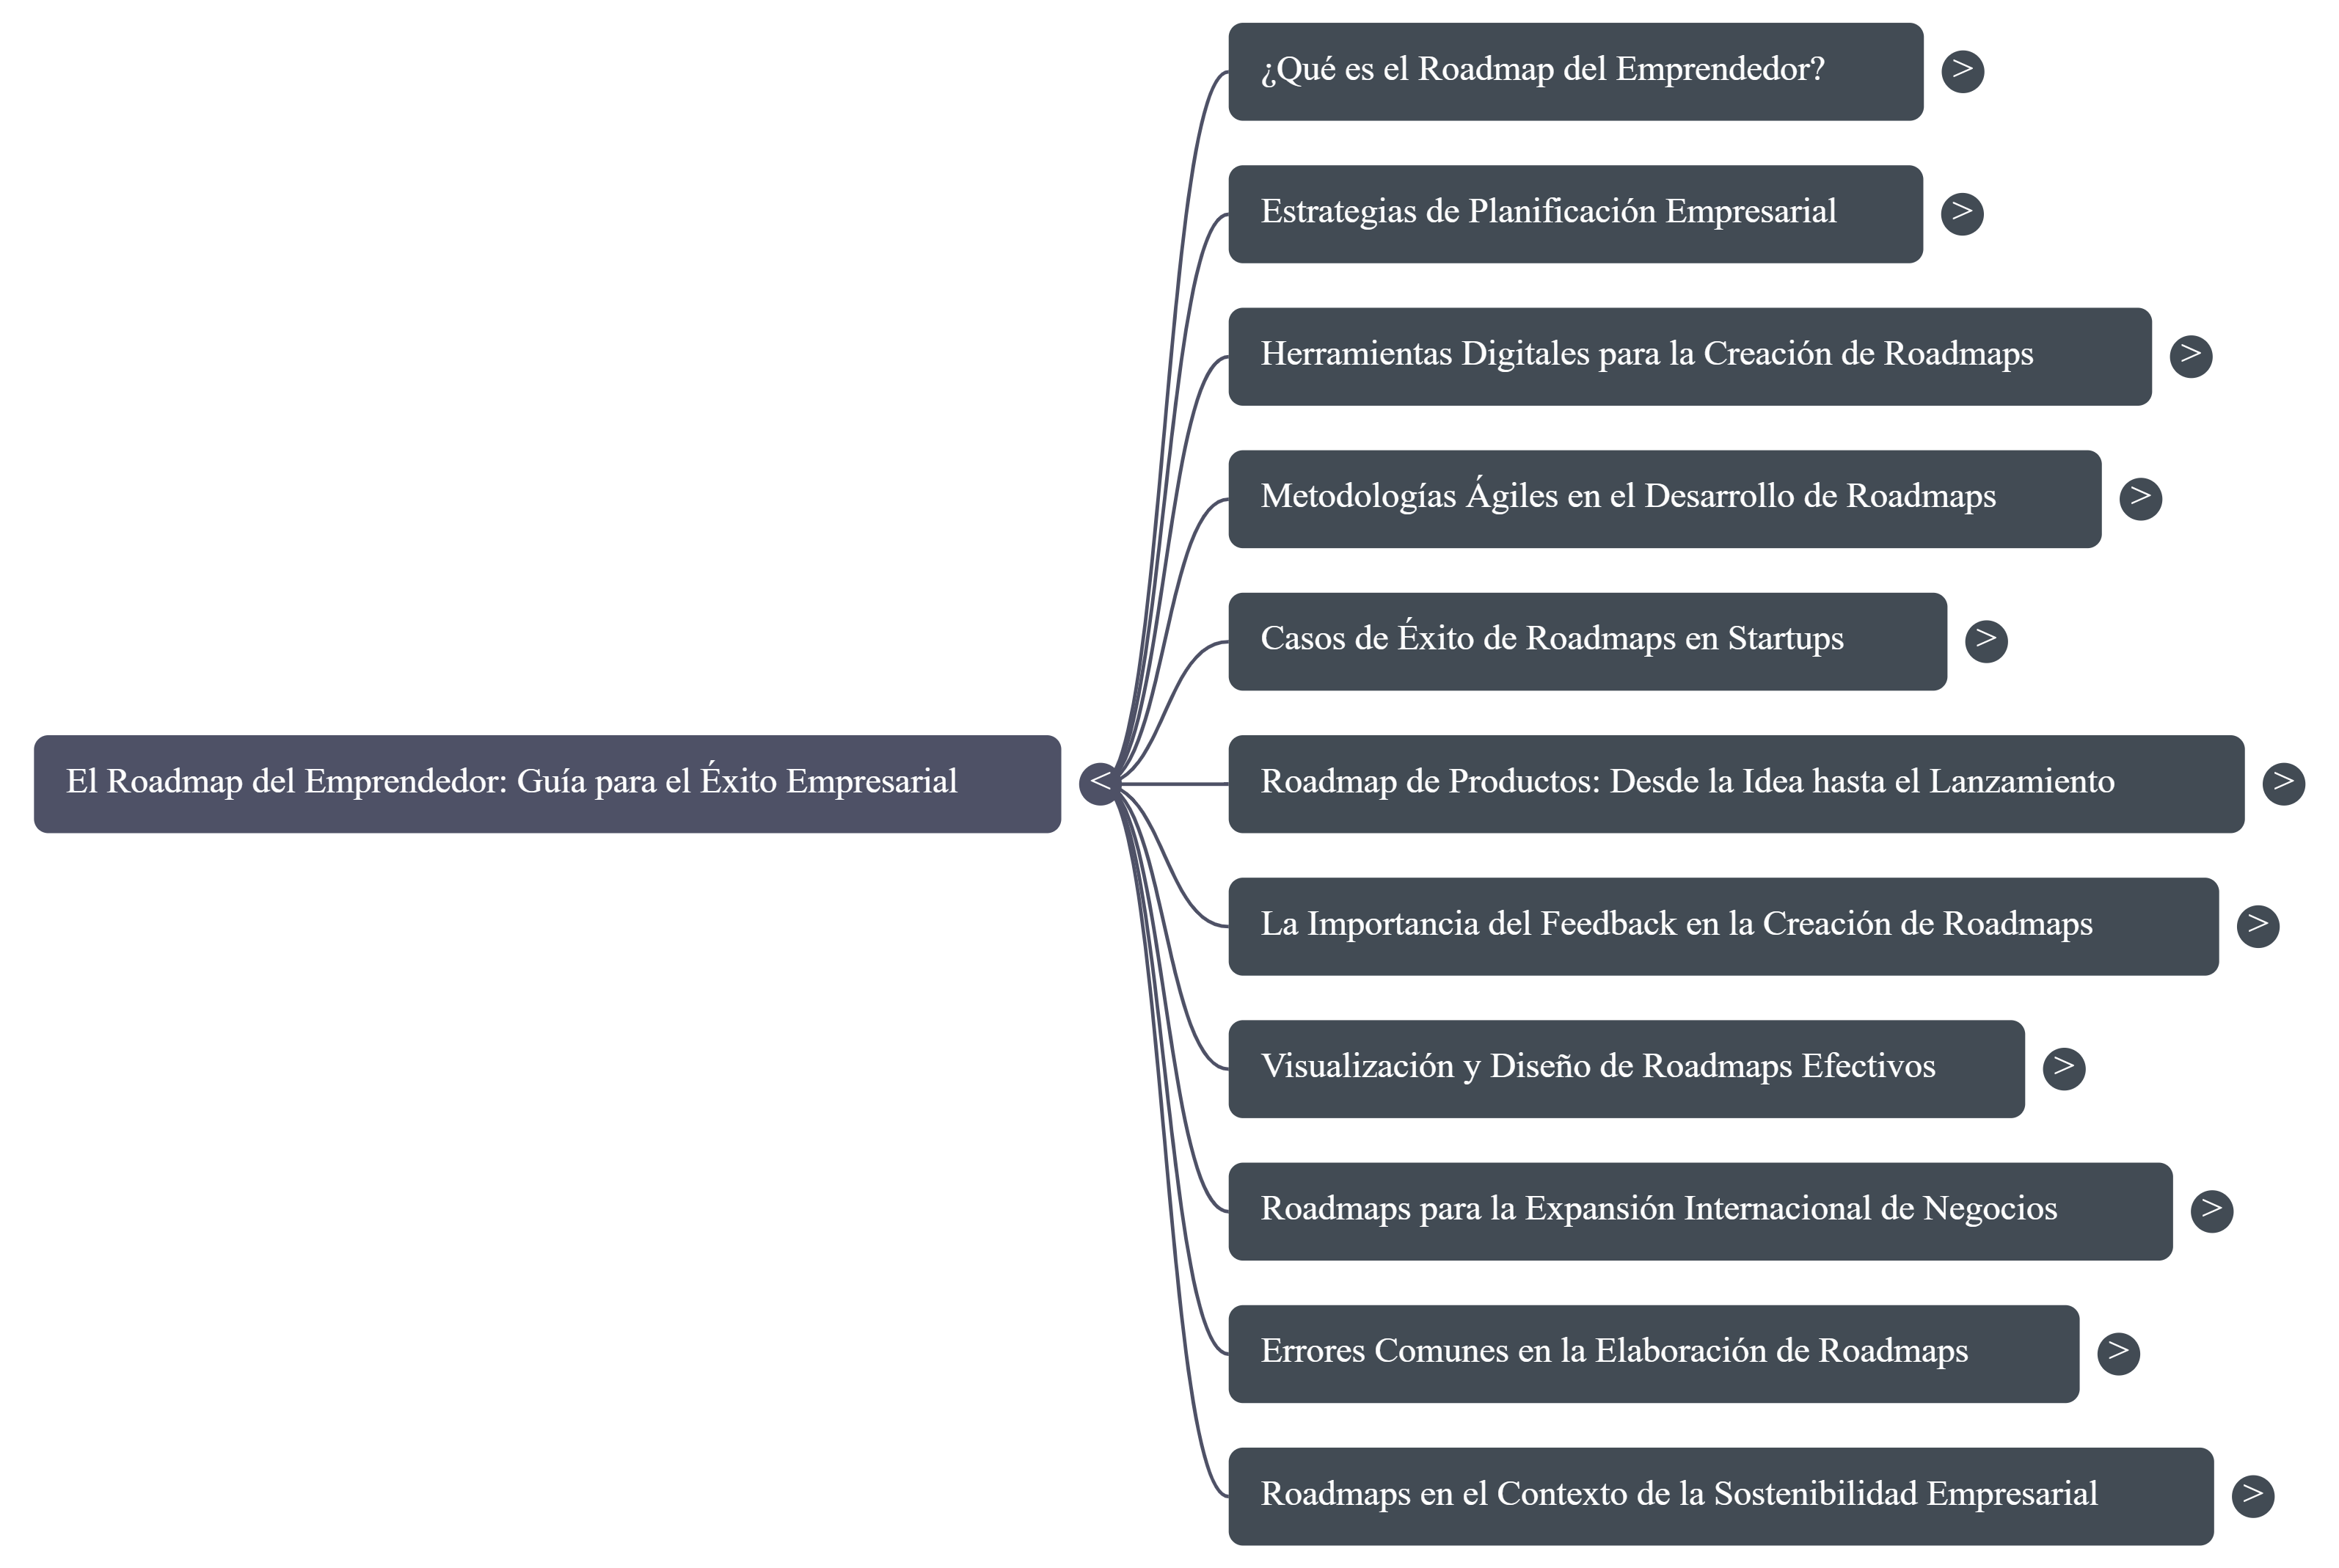 ¿Qué es el Roadmap del Emprendedor?
>
Estrategias de Planificación Empresarial
>
Herramientas Digitales para la Creación de Roadmaps
>
Metodologías Ágiles en el Desarrollo de Roadmaps
>
Casos de Éxito de Roadmaps en Startups
>
El Roadmap del Emprendedor: Guía para el Éxito Empresarial
<
Roadmap de Productos: Desde la Idea hasta el Lanzamiento
>
La Importancia del Feedback en la Creación de Roadmaps
>
Visualización y Diseño de Roadmaps Efectivos
>
Roadmaps para la Expansión Internacional de Negocios
>
Errores Comunes en la Elaboración de Roadmaps
>
Roadmaps en el Contexto de la Sostenibilidad Empresarial
>